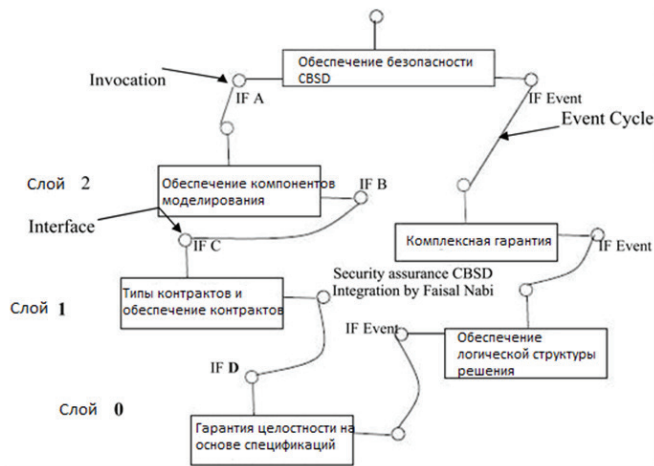 Обеспечение безопасности
CBSD
Invocation
IF A
IF Event
Event Cycle
Слой 2
Обеспечение компонентов
моделирования
IF B
Interface
IF C
Комплексная гарантия
IF Event
Security assurance CBSD
Integration by Faisal Nabi
Слой 1
Типы контрактов и
обеспечение контрактов
IF Event
Обеспечение
логической структуры
решения
IF D
Слой 0
Гарантия целостности на
основе спецификаций